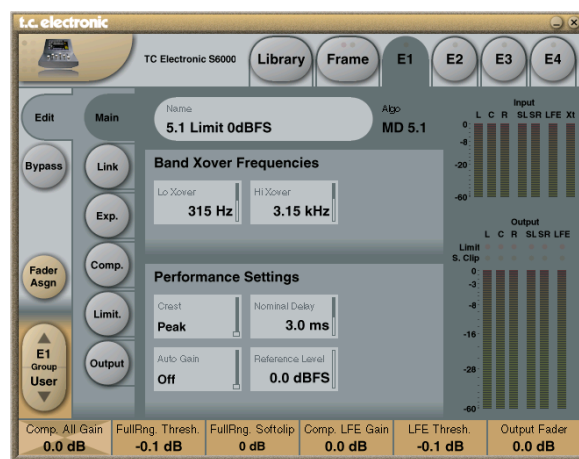 t.c. electronic
TC Electronic S6000
Library
Frame
E1
E2
E3
E4
Edit
Main
Name
5.1 Limit 0dBFS
Algo
MD 5.1
Input
L C R SL SR LFE Xt
0
-8
-20
-60
Bypass
Link
Band Xover Frequencies
Lo Xover
315 Hz
Hi Xover
3.15 kHz
Exp.
Output
L C R SL SR LFE
Limit
S. Clip
0
-3
-8
-16
-28
-60
Fader
Asgn
Comp.
Performance Settings
Crest
Peak
Nominal Delay
3.0 ms
Limit.
Auto Gain
Off
Reference Level
0.0 dBFS
E1
Group
User
Output
Comp. All Gain
0.0 dB
FullRng. Thresh.
-0.1 dB
FullRng. Softclip
0 dB
Comp. LFE Gain
0.0 dB
LFE Thresh.
-0.1 dB
Output Fader
0.0 dB